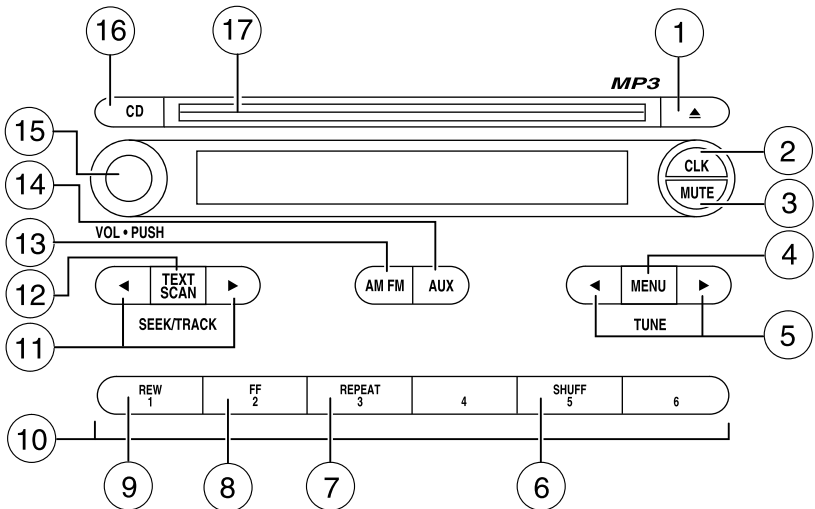 16
17
1
MP3
CD
15
2
CLK
MUTE
14
3
VOL • PUSH
13
4
12
TEXT
SCAN
AM FM
AUX
MENU
SEEK/TRACK
TUNE
11
5
REW
1
FF
2
REPEAT
3
4
SHUFF
5
6
10
9
8
7
6